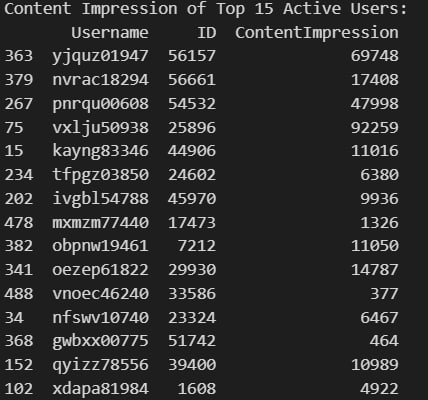 Content Impression of Top 15 Active Users:
Username ID ContentImpression
363 yjquz01947 56157 69748
379 nvrac18294 56661 17408
267 pnrqu00608 54532 47998
75 vxlju50938 25896 92259
15 kayng83346 44906 11016
234 tfpgz03850 24602 6380
202 ivgbl54788 45970 9936
478 mxmzm77440 17473 1326
382 obpnw19461 7212 11050
341 oezep61822 29930 14787
488 vnoec46240 33586 377
34 nfswv10740 23324 6467
368 gwbxx00775 51742 464
152 qyizz78556 39400 10989
102 xdapa81984 1608 4922